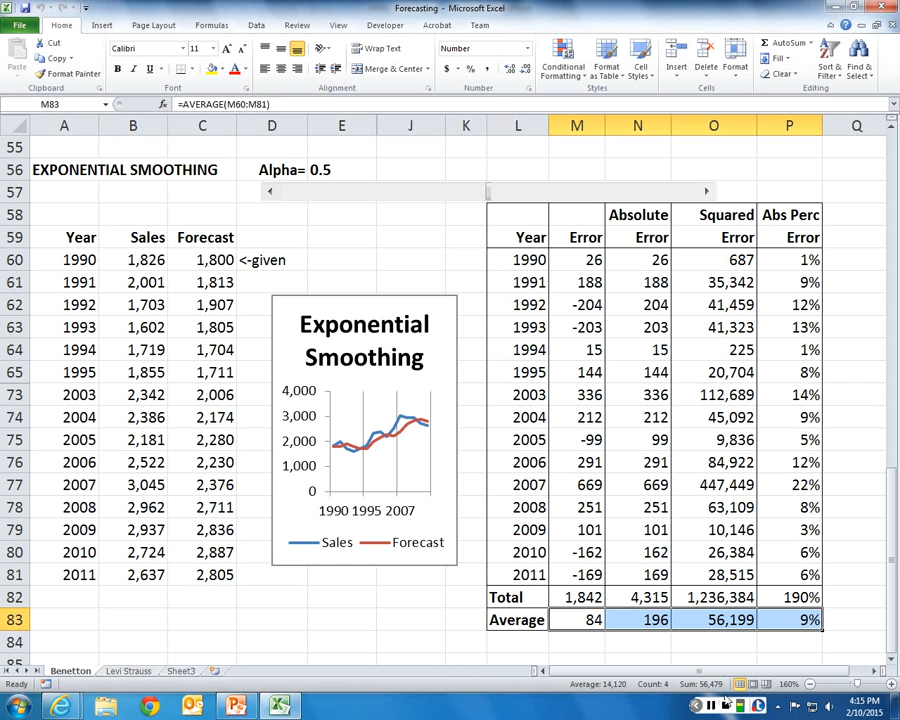 Forecasting - Microsoft Excel
File Home Insert Page Layout Formulas Data Review View Developer Acrobat Team
Paste Cut Copy Format Painter Clipboard
Calibri 11 A A B I U A Font
Wrap Text Merge & Center Alignment
Number $ % , Number
Conditional Formatting Format as Table Cell Styles Styles
Insert Delete Format Cells
AutoSum Fill Clear Sort & Filter Find & Select Editing
M83 fx =AVERAGE(M60:M81)
A B C D E J K L M N O P Q
55
56 EXPONENTIAL SMOOTHING Alpha= 0.5
57
58 Absolute Squared Abs Perc
59 Year Sales Forecast Year Error Error Error Error
60 1990 1,826 1,800 <-given 1990 26 26 687 1%
61 1991 2,001 1,813 1991 188 188 35,342 9%
62 1992 1,703 1,907 1992 -204 204 41,459 12%
63 1993 1,602 1,805 1993 -203 203 41,323 13%
64 1994 1,719 1,704 1994 15 15 225 1%
65 1995 1,855 1,711 1995 144 144 20,704 8%
73 2003 2,342 2,006 2003 336 336 112,689 14%
74 2004 2,386 2,174 2004 212 212 45,092 9%
75 2005 2,181 2,280 2005 -99 99 9,836 5%
76 2006 2,522 2,230 2006 291 291 84,922 12%
77 2007 3,045 2,376 2007 669 669 447,449 22%
78 2008 2,962 2,711 2008 251 251 63,109 8%
79 2009 2,937 2,836 2009 101 101 10,146 3%
80 2010 2,724 2,887 2010 -162 162 26,384 6%
81 2011 2,637 2,805 2011 -169 169 28,515 6%
82 Total 1,842 4,315 1,236,384 190%
83 Average 84 196 56,199 9%
84
85
Exponential
Smoothing
4,000
3,000
2,000
1,000
0
1990 1995 2007
Sales Forecast
Benetton Levi Strauss Sheet3
Ready Average: 14,120 Count: 4 Sum: 56,479 160%
4:15 PM
2/10/2015